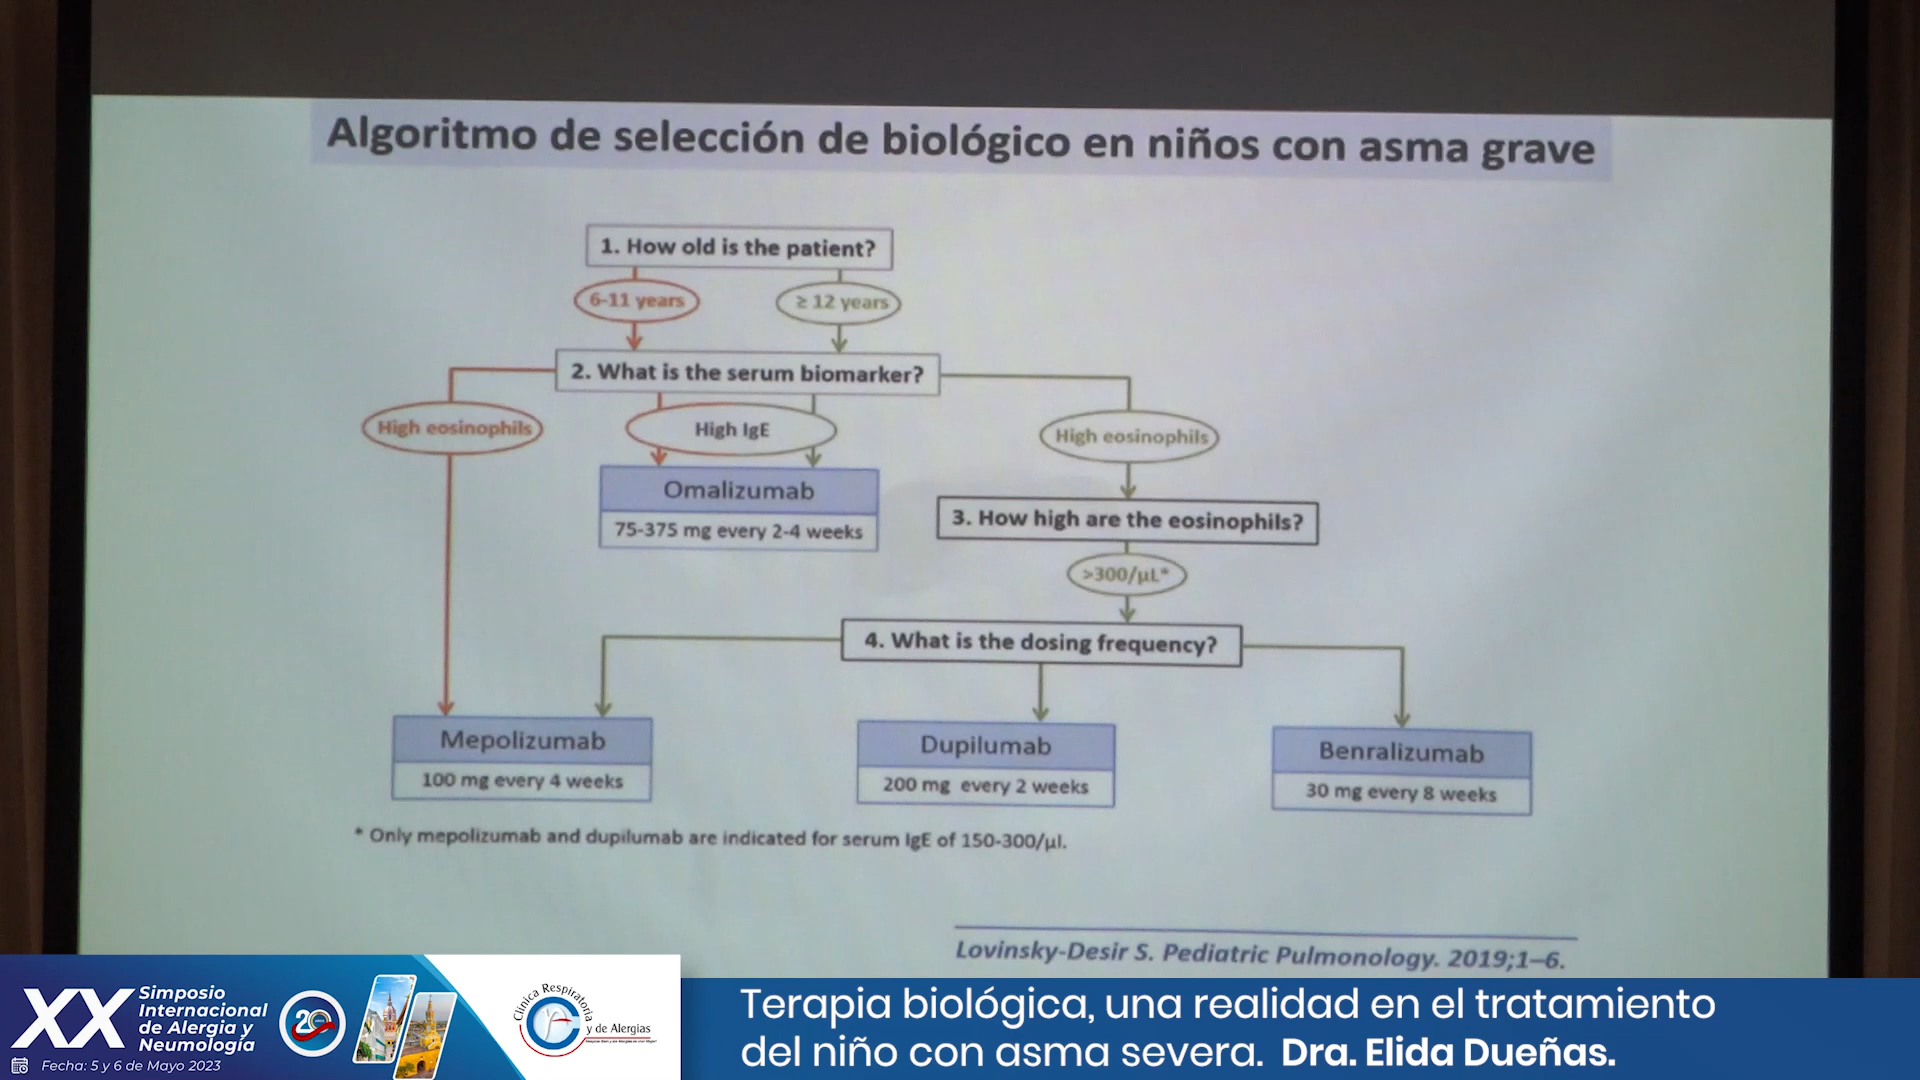 Algoritmo de selección de biológico en niños con asma grave
1. How old is the patient?
6-11 years
≥ 12 years
2. What is the serum biomarker?
High eosinophils
High IgE
High eosinophils
Omalizumab
75-375 mg every 2-4 weeks
3. How high are the eosinophils?
>300/µL*
4. What is the dosing frequency?
Mepolizumab
100 mg every 4 weeks
Dupilumab
200 mg every 2 weeks
Benralizumab
30 mg every 8 weeks
* Only mepolizumab and dupilumab are indicated for serum IgE of 150-300/µl.
Lovinsky-Desir S. Pediatric Pulmonology. 2019;1–6.
XX
Simposio
Internacional
de Alergia y
Neumología
Fecha: 5 y 6 de Mayo 2023
20
Clínica Respiratoria
y de Alergias
Terapia biológica, una realidad en el tratamiento
del niño con asma severa. Dra. Elida Dueñas.